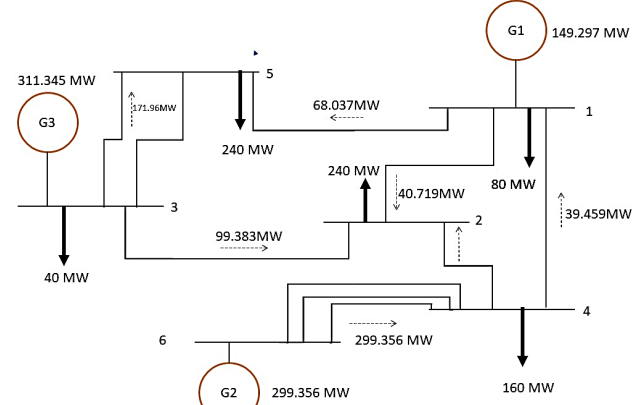 G1
149.297 MW
311.345 MW
5
G3
171.96MW
68.037MW
1
240 MW
240 MW
80 MW
40.719MW
39.459MW
3
2
99.383MW
40 MW
4
6
299.356 MW
160 MW
G2
299.356 MW